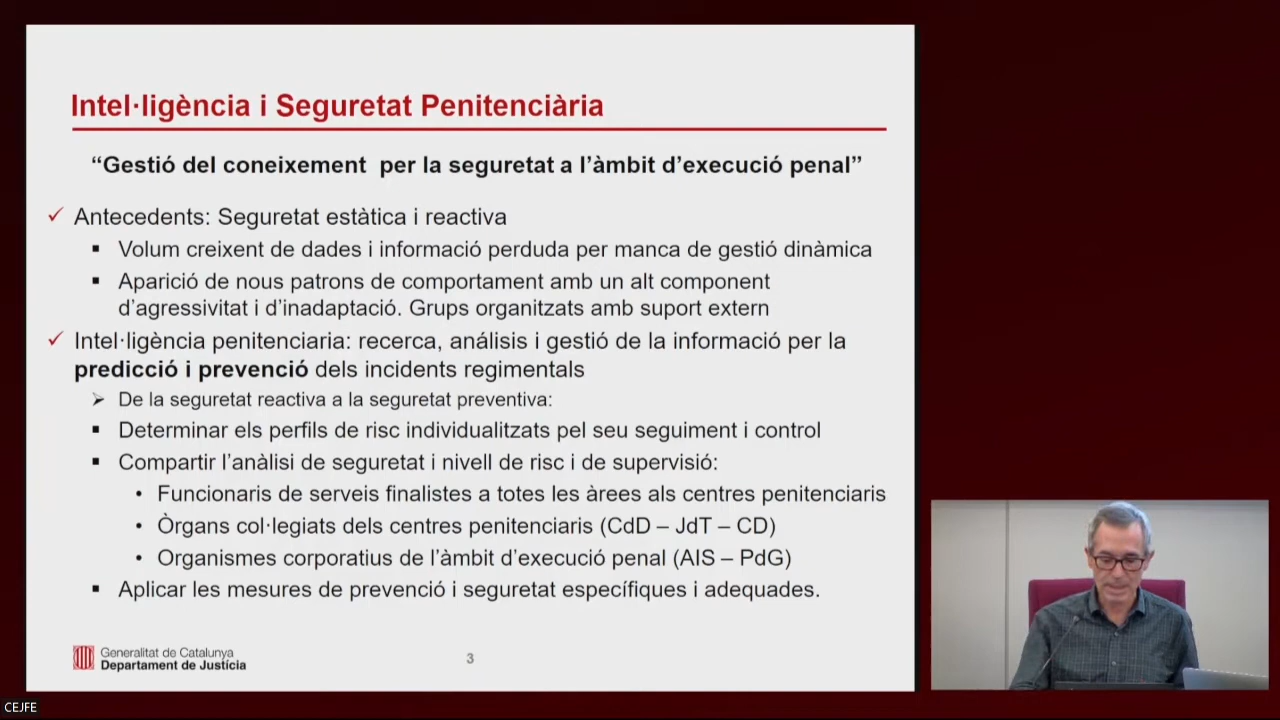 Intel·ligència i Seguretat Penitenciària
“Gestió del coneixement per la seguretat a l’àmbit d’execució penal”
✓ Antecedents: Seguretat estàtica i reactiva
▪ Volum creixent de dades i informació perduda per manca de gestió dinàmica
▪ Aparició de nous patrons de comportament amb un alt component
d’agressivitat i d’inadaptació. Grups organitzats amb suport extern
✓ Intel·ligència penitenciaria: recerca, análisis i gestió de la informació per la
predicció i prevenció dels incidents regimentals
➢ De la seguretat reactiva a la seguretat preventiva:
▪ Determinar els perfils de risc individualitzats pel seu seguiment i control
▪ Compartir l’anàlisi de seguretat i nivell de risc i de supervisió:
• Funcionaris de serveis finalistes a totes les àrees als centres penitenciaris
• Òrgans col·legiats dels centres penitenciaris (CdD – JdT – CD)
• Organismes corporatius de l’àmbit d’execució penal (AIS – PdG)
▪ Aplicar les mesures de prevenció i seguretat específiques i adequades.
Generalitat de Catalunya
Departament de Justícia
3
CEJFE